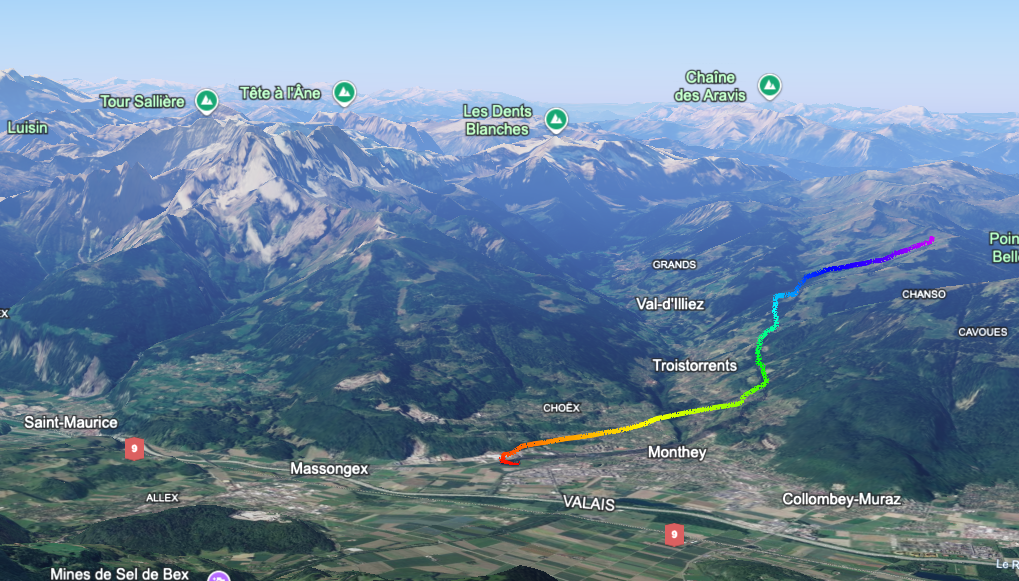 Chaîne
des Aravis
Tête à l'Âne
Tour Sallière
Les Dents
Blanches
Luisin
Poin
Belle
GRANDS
CHANSO
Val-d'Illiez
EX
CAVOUES
Troistorrents
CHOËX
Saint-Maurice
9
Monthey
Massongex
ALLEX
VALAIS
Collombey-Muraz
9
Le R
Mines de Sel de Bex